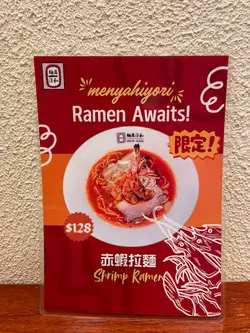 menyahiyori
Ramen Awaits!
限定!
$128
赤蝦拉麵
Shrimp Ramen